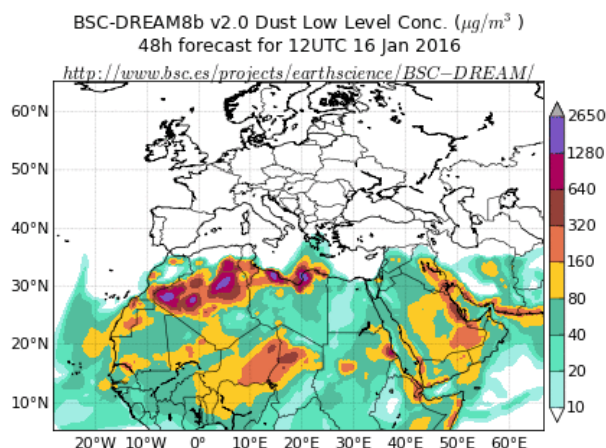 BSC-DREAM8b v2.0 Dust Low Level Conc. (μg/m³ )
48h forecast for 12UTC 16 Jan 2016
http://www.bsc.es/projects/earthscience/BSC−DREAM/
60°N
50°N
40°N
30°N
20°N
10°N
20°W 10°W 0° 10°E 20°E 30°E 40°E 50°E 60°E
2650
1280
640
320
160
80
40
20
10